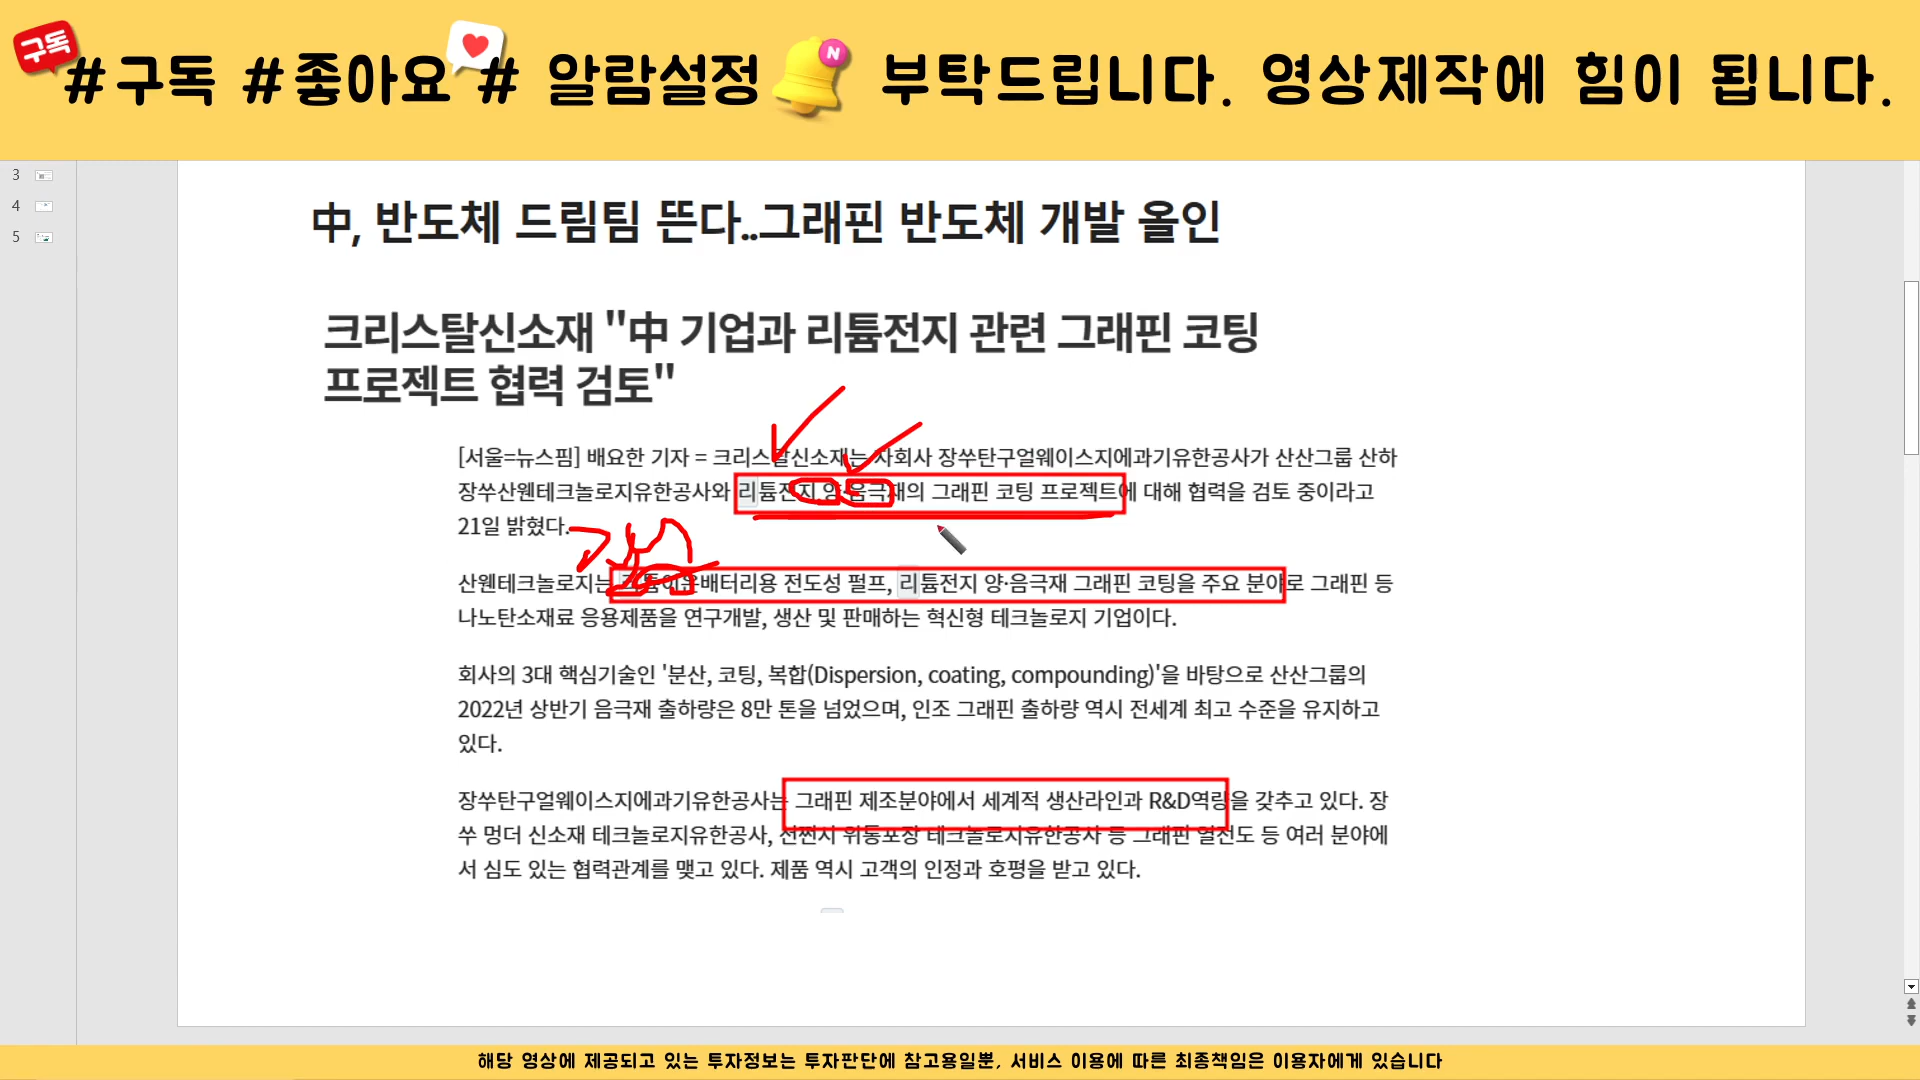 구독
#구독 #좋아요 # 알람설정 N 부탁드립니다. 영상제작에 힘이 됩니다.
3
4
5
中, 반도체 드림팀 뜬다..그래핀 반도체 개발 올인
크리스탈신소재 "中 기업과 리튬전지 관련 그래핀 코팅
프로젝트 협력 검토"
[서울=뉴스핌] 배요한 기자 = 크리스탈신소재는 자회사 장쑤탄구얼웨이스지에과기유한공사가 산산그룹 산하
장쑤산웬테크놀로지유한공사와 리튬전지 양·음극재의 그래핀 코팅 프로젝트에 대해 협력을 검토 중이라고
21일 밝혔다.
산웬테크놀로지는 리튬이온배터리용 전도성 펄프, 리튬전지 양·음극재 그래핀 코팅을 주요 분야로 그래핀 등
나노탄소재료 응용제품을 연구개발, 생산 및 판매하는 혁신형 테크놀로지 기업이다.
회사의 3대 핵심기술인 '분산, 코팅, 복합(Dispersion, coating, compounding)'을 바탕으로 산산그룹의
2022년 상반기 음극재 출하량은 8만 톤을 넘었으며, 인조 그래핀 출하량 역시 전세계 최고 수준을 유지하고
있다.
장쑤탄구얼웨이스지에과기유한공사는 그래핀 제조분야에서 세계적 생산라인과 R&D역량을 갖추고 있다. 장
쑤 멍더 신소재 테크놀로지유한공사, 선쩐시 위통포장 테크놀로지유한공사 등 그래핀 열전도 등 여러 분야에
서 심도 있는 협력관계를 맺고 있다. 제품 역시 고객의 인정과 호평을 받고 있다.
해당 영상에 제공되고 있는 투자정보는 투자판단에 참고용일뿐, 서비스 이용에 따른 최종책임은 이용자에게 있습니다